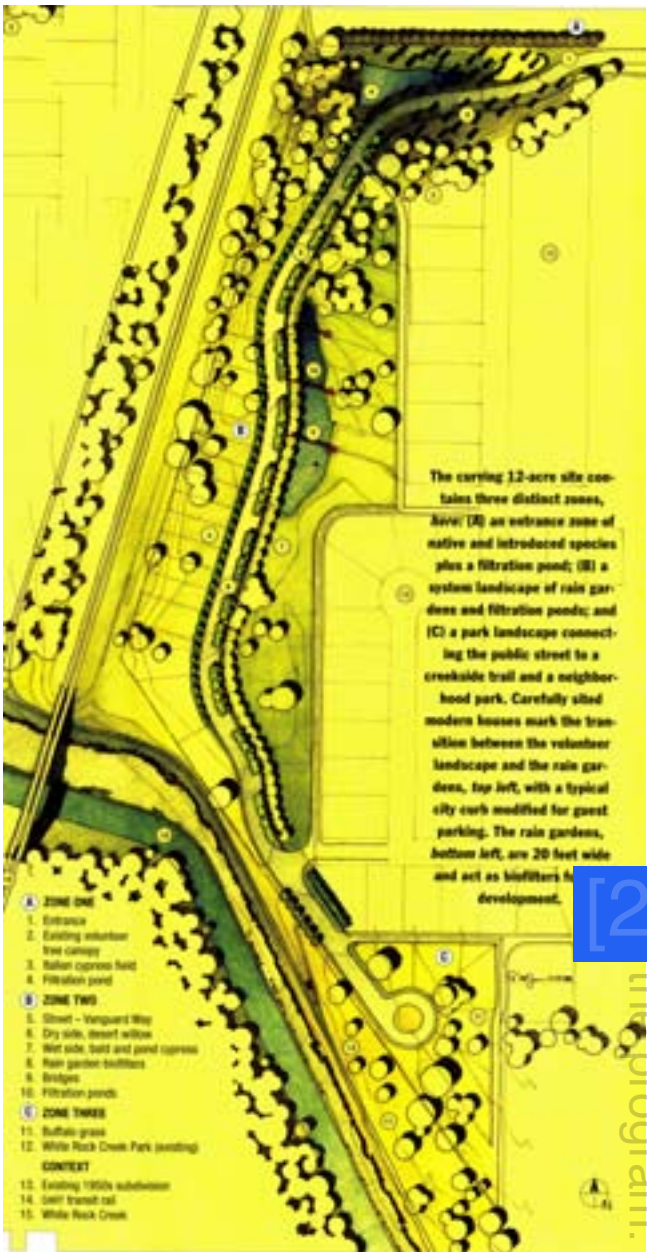 A
B
The curving 12-acre site con-
tains three distinct zones,
here: (A) an entrance zone of
native and introduced species
plus a filtration pond; (B) a
system landscape of rain gar-
dens and filtration ponds; and
(C) a park landscape connect-
ing the public street to a
creekside trail and a neighbor-
hood park. Carefully sited
modern houses mark the tran-
sition between the volunteer
landscape and the rain gar-
dens, top left, with a typical
city curb modified for guest
parking. The rain gardens,
bottom left, are 20 feet wide
and act as biofilters
development.
C
A ZONE ONE
1. Entrance
2. Existing volunteer
tree canopy
3. Italian cypress field
4. Filtration pond
B ZONE TWO
5. Street – Vanguard Way
6. Dry side, desert willow
7. Wet side, bald and pond cypress
8. Rain garden biofilters
9. Bridges
10. Filtration ponds
C ZONE THREE
11. Buffalo grass
12. White Rock Creek Park (existing)
CONTEXT
13. Existing 1950s subdivision
14. DART transit rail
15. White Rock Creek
[2
the program.